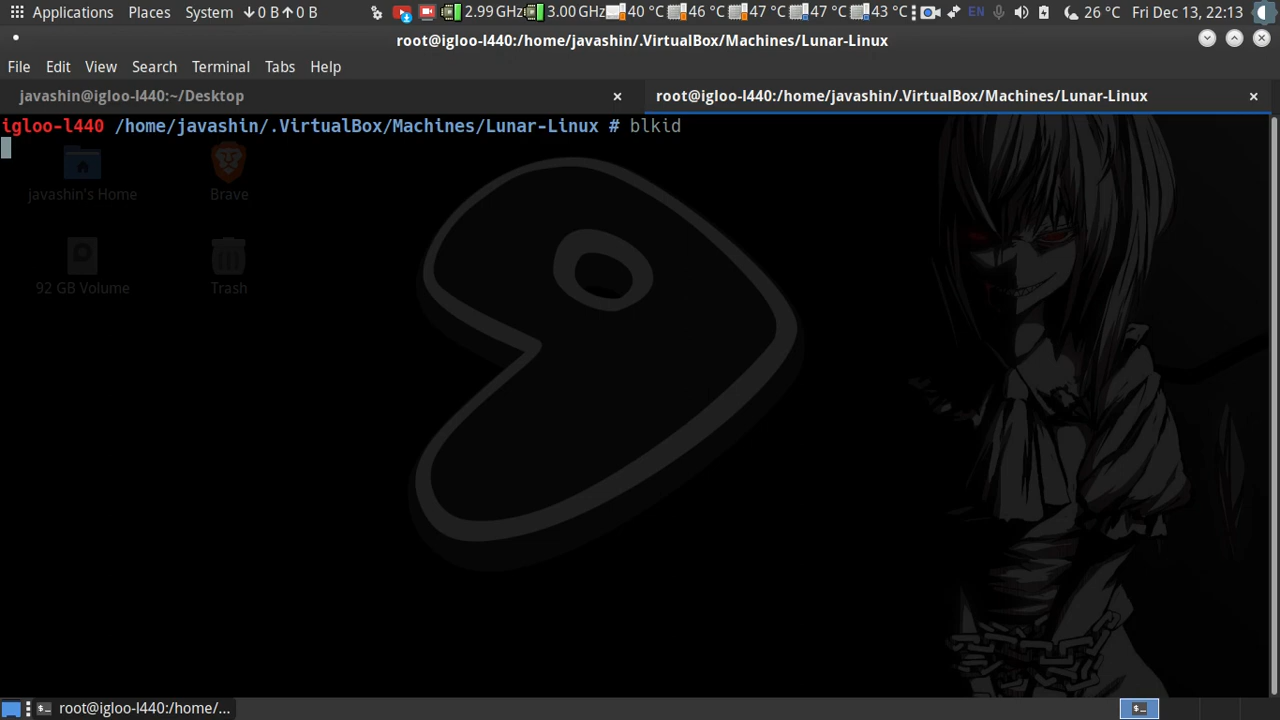 Applications Places System 0 B 0 B 2.99 GHz 3.00 GHz 40 °C 46 °C 47 °C 47 °C 43 °C EN 26 °C Fri Dec 13, 22:13
root@igloo-l440:/home/javashin/.VirtualBox/Machines/Lunar-Linux
File Edit View Search Terminal Tabs Help
javashin@igloo-l440:~/Desktop root@igloo-l440:/home/javashin/.VirtualBox/Machines/Lunar-Linux
igloo-l440 /home/javashin/.VirtualBox/Machines/Lunar-Linux # blkid
javashin's Home Brave
92 GB Volume Trash
root@igloo-l440:/home/...